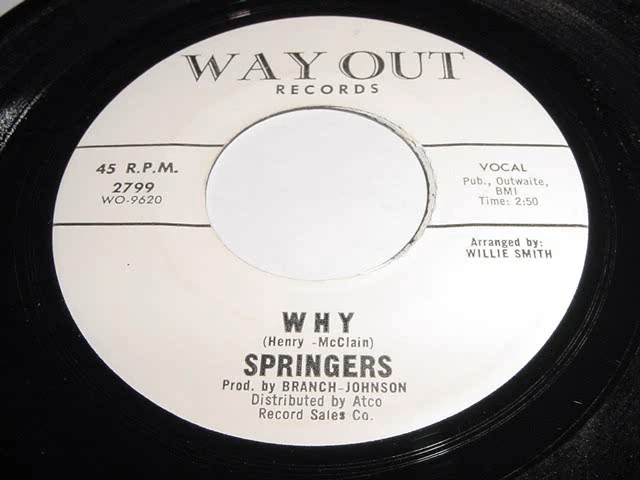 WAY OUT
RECORDS
45 R.P.M.
2799
WO-9620
VOCAL
Pub., Outwaite,
BMI
Time: 2:50
Arranged by:
WILLIE SMITH
WHY
(Henry -McClain)
SPRINGERS
Prod. by BRANCH-JOHNSON
Distributed by Atco
Record Sales Co.